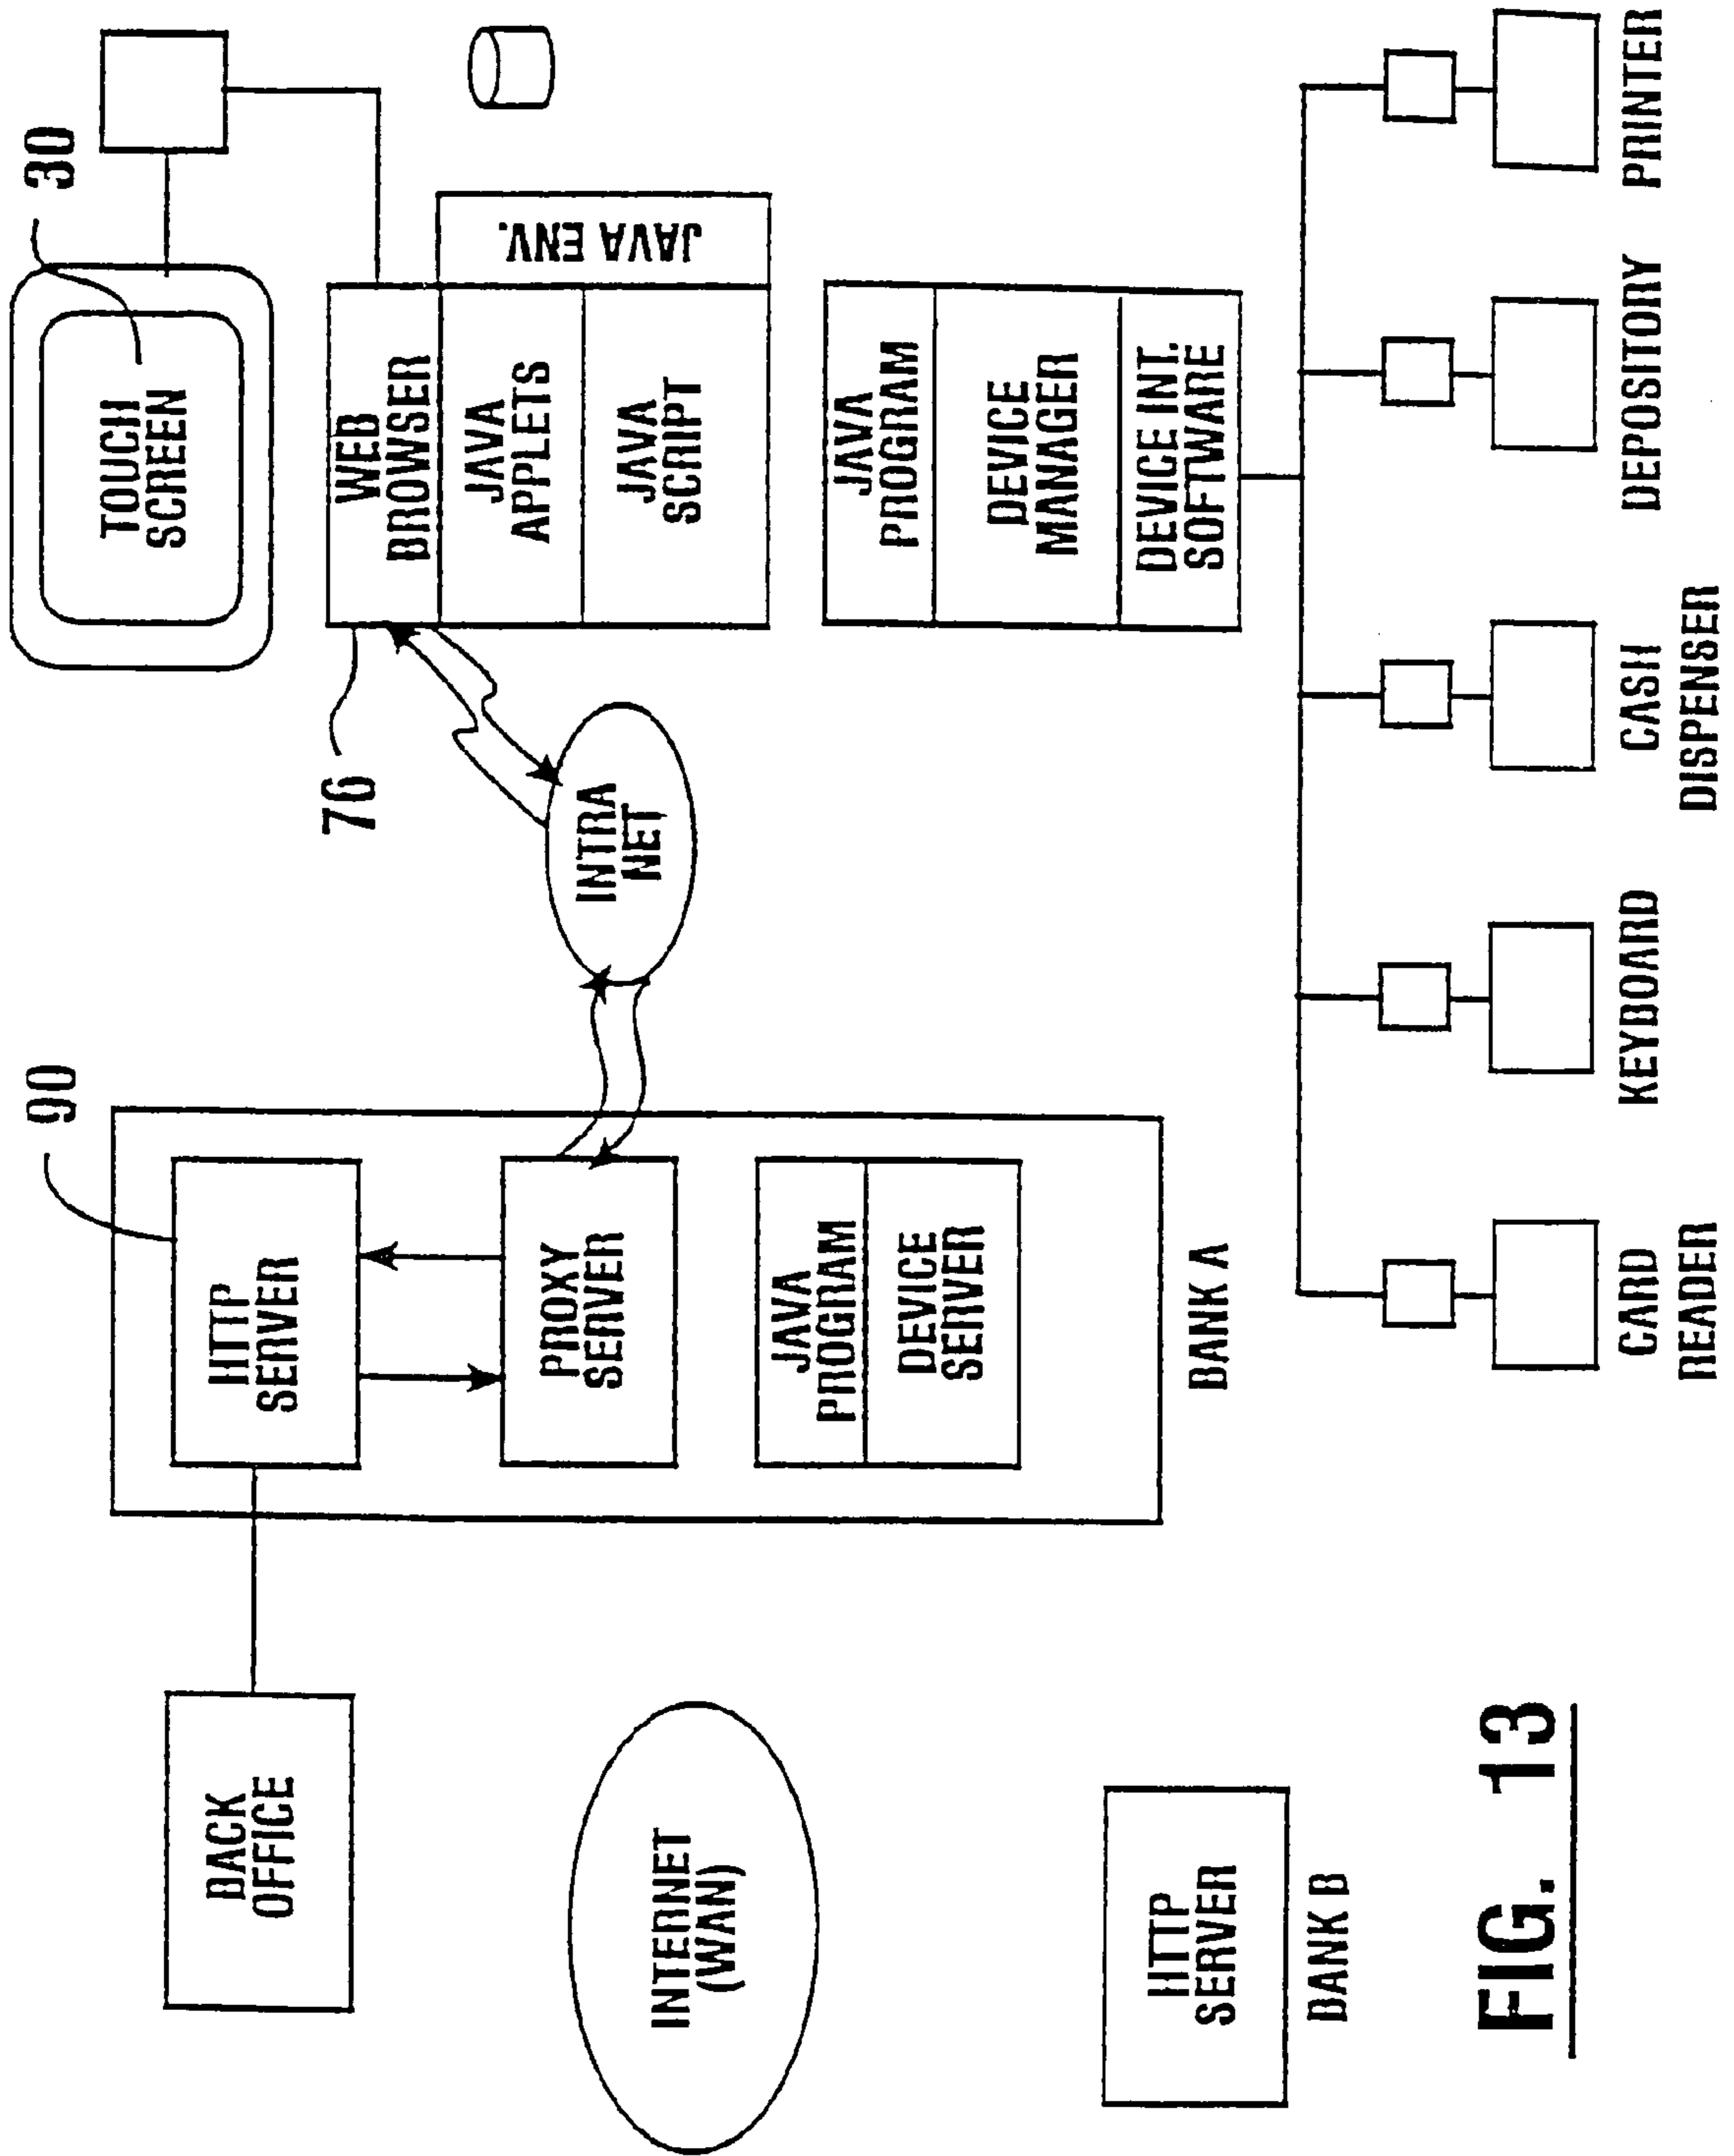 30
TOUCH
SCREEN
90
76
WEB
BROWSER
JAVA
APPLETS
JAVA
SCRIPT
JAVA ENV.
BACK
OFFICE
HTTP
SERVER
PROXY
SERVER
JAVA
PROGRAM
DEVICE
SERVER
BANK A
INTRA
NET
INTERNET
(WAN)
JAVA
PROGRAM
DEVICE
MANAGER
DEVICE INT.
SOFTWARE
HTTP
SERVER
BANK B
CARD
READER
KEYBOARD
CASH
DISPENSER
DEPOSITORY
PRINTER
FIG. 13